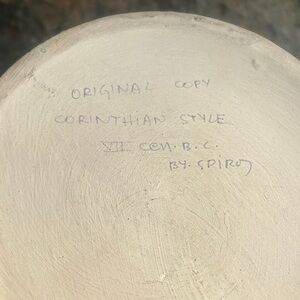 ORIGINAL COPY
CORINTHIAN STYLE
VII CEN. B.C.
BY. SPIROS